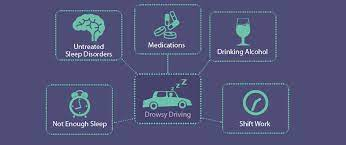 Untreated
Sleep Disorders
Medications
Drinking Alcohol
Not Enough Sleep
z z Z
Drowsy Driving
Shift Work